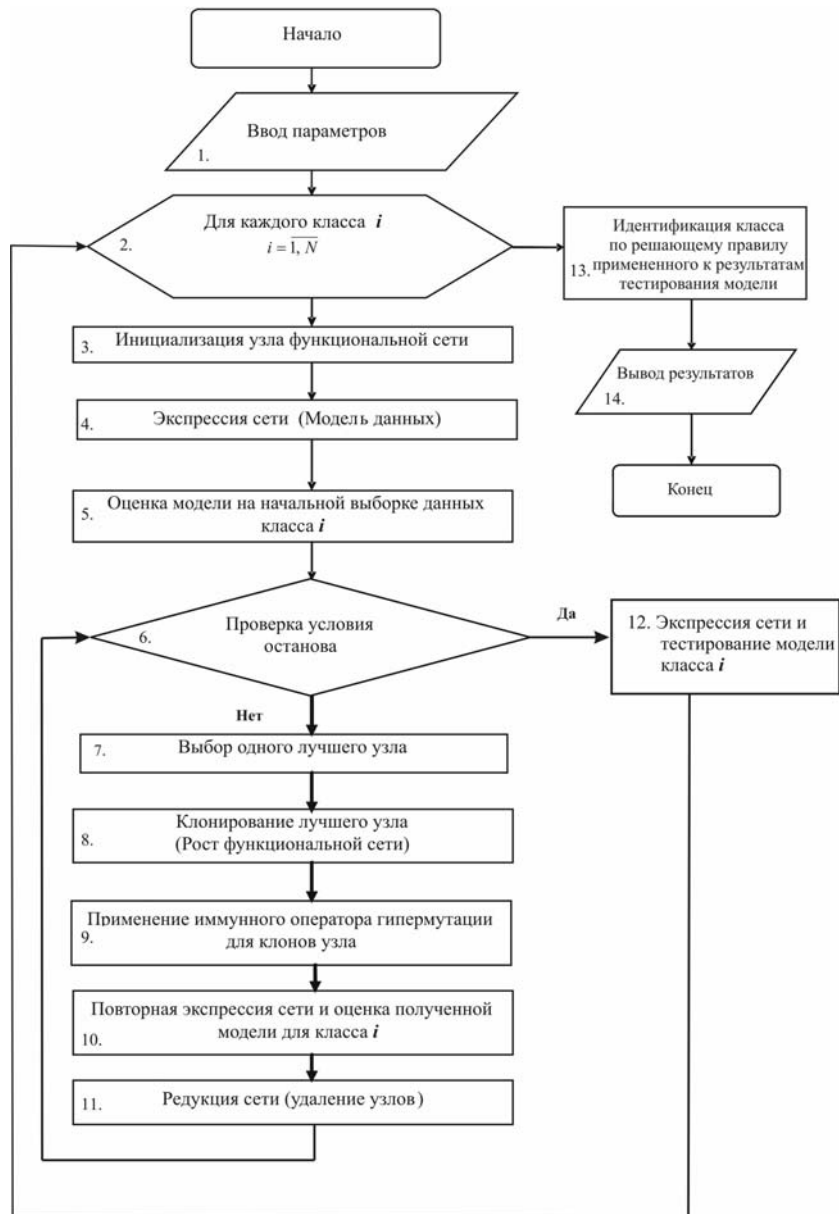 Начало
Ввод параметров
1.
Для каждого класса i
i = 1, N
2.
Идентификация класса
по решающему правилу
13. примененного к результатам
тестирования модели
3. Инициализация узла функциональной сети
Вывод результатов
14.
4. Экспрессия сети (Модель данных)
Конец
5. Оценка модели на начальной выборке данных
класса i
6. Проверка условия
останова
Да
12. Экспрессия сети и
тестирование модели
класса i
Нет
7. Выбор одного лучшего узла
Клонирование лучшего узла
8. (Рост функциональной сети)
Применение иммунного оператора гипермутации
9. для клонов узла
Повторная экспрессия сети и оценка полученной
10. модели для класса i
11. Редукция сети (удаление узлов)